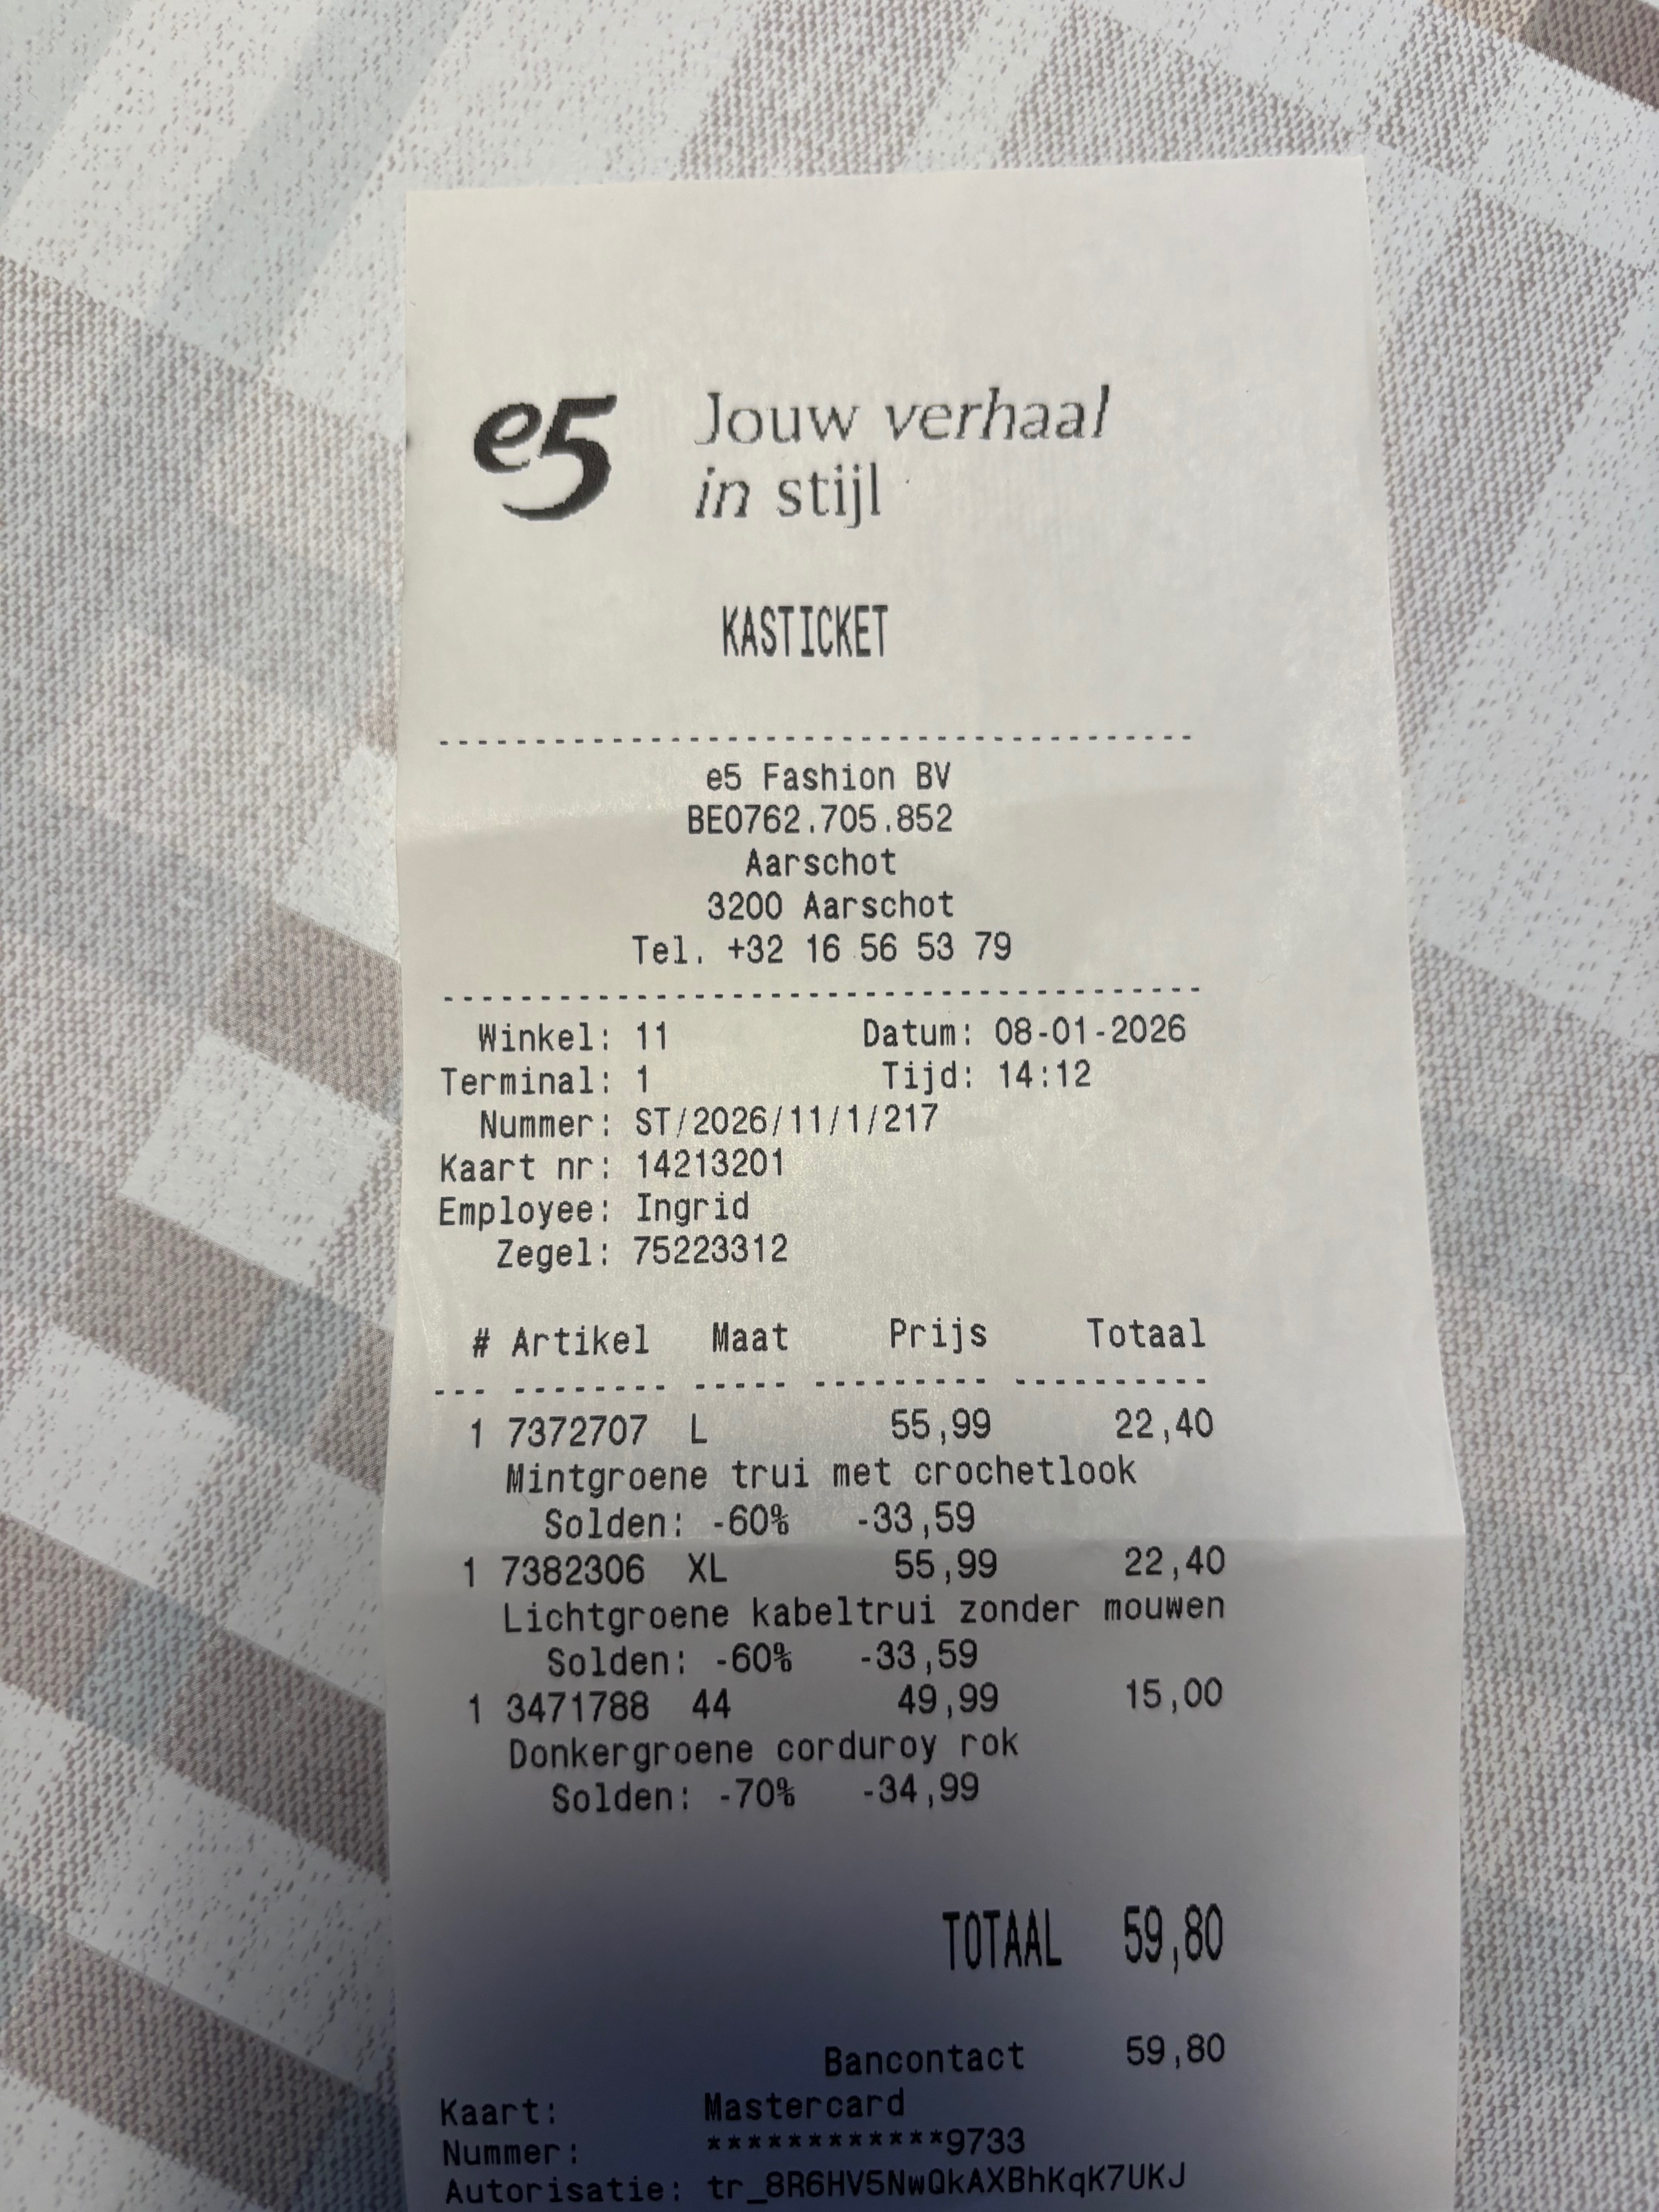 e5 Jouw verhaal
in stijl
KASTICKET
----------------------------------------
e5 Fashion BV
BE0762.705.852
Aarschot
3200 Aarschot
Tel. +32 16 56 53 79
----------------------------------------
Winkel: 11 Datum: 08-01-2026
Terminal: 1 Tijd: 14:12
Nummer: ST/2026/11/1/217
Kaart nr: 14213201
Employee: Ingrid
Zegel: 75223312
# Artikel Maat Prijs Totaal
--- -------- ----- --------- ----------
1 7372707 L 55,99 22,40
Mintgroene trui met crochetlook
Solden: -60% -33,59
1 7382306 XL 55,99 22,40
Lichtgroene kabeltrui zonder mouwen
Solden: -60% -33,59
1 3471788 44 49,99 15,00
Donkergroene corduroy rok
Solden: -70% -34,99
TOTAAL 59,80
Bancontact 59,80
Kaart: Mastercard
Nummer: ************9733
Autorisatie: tr_8R6HV5NwQkAXBhKqK7UKJ